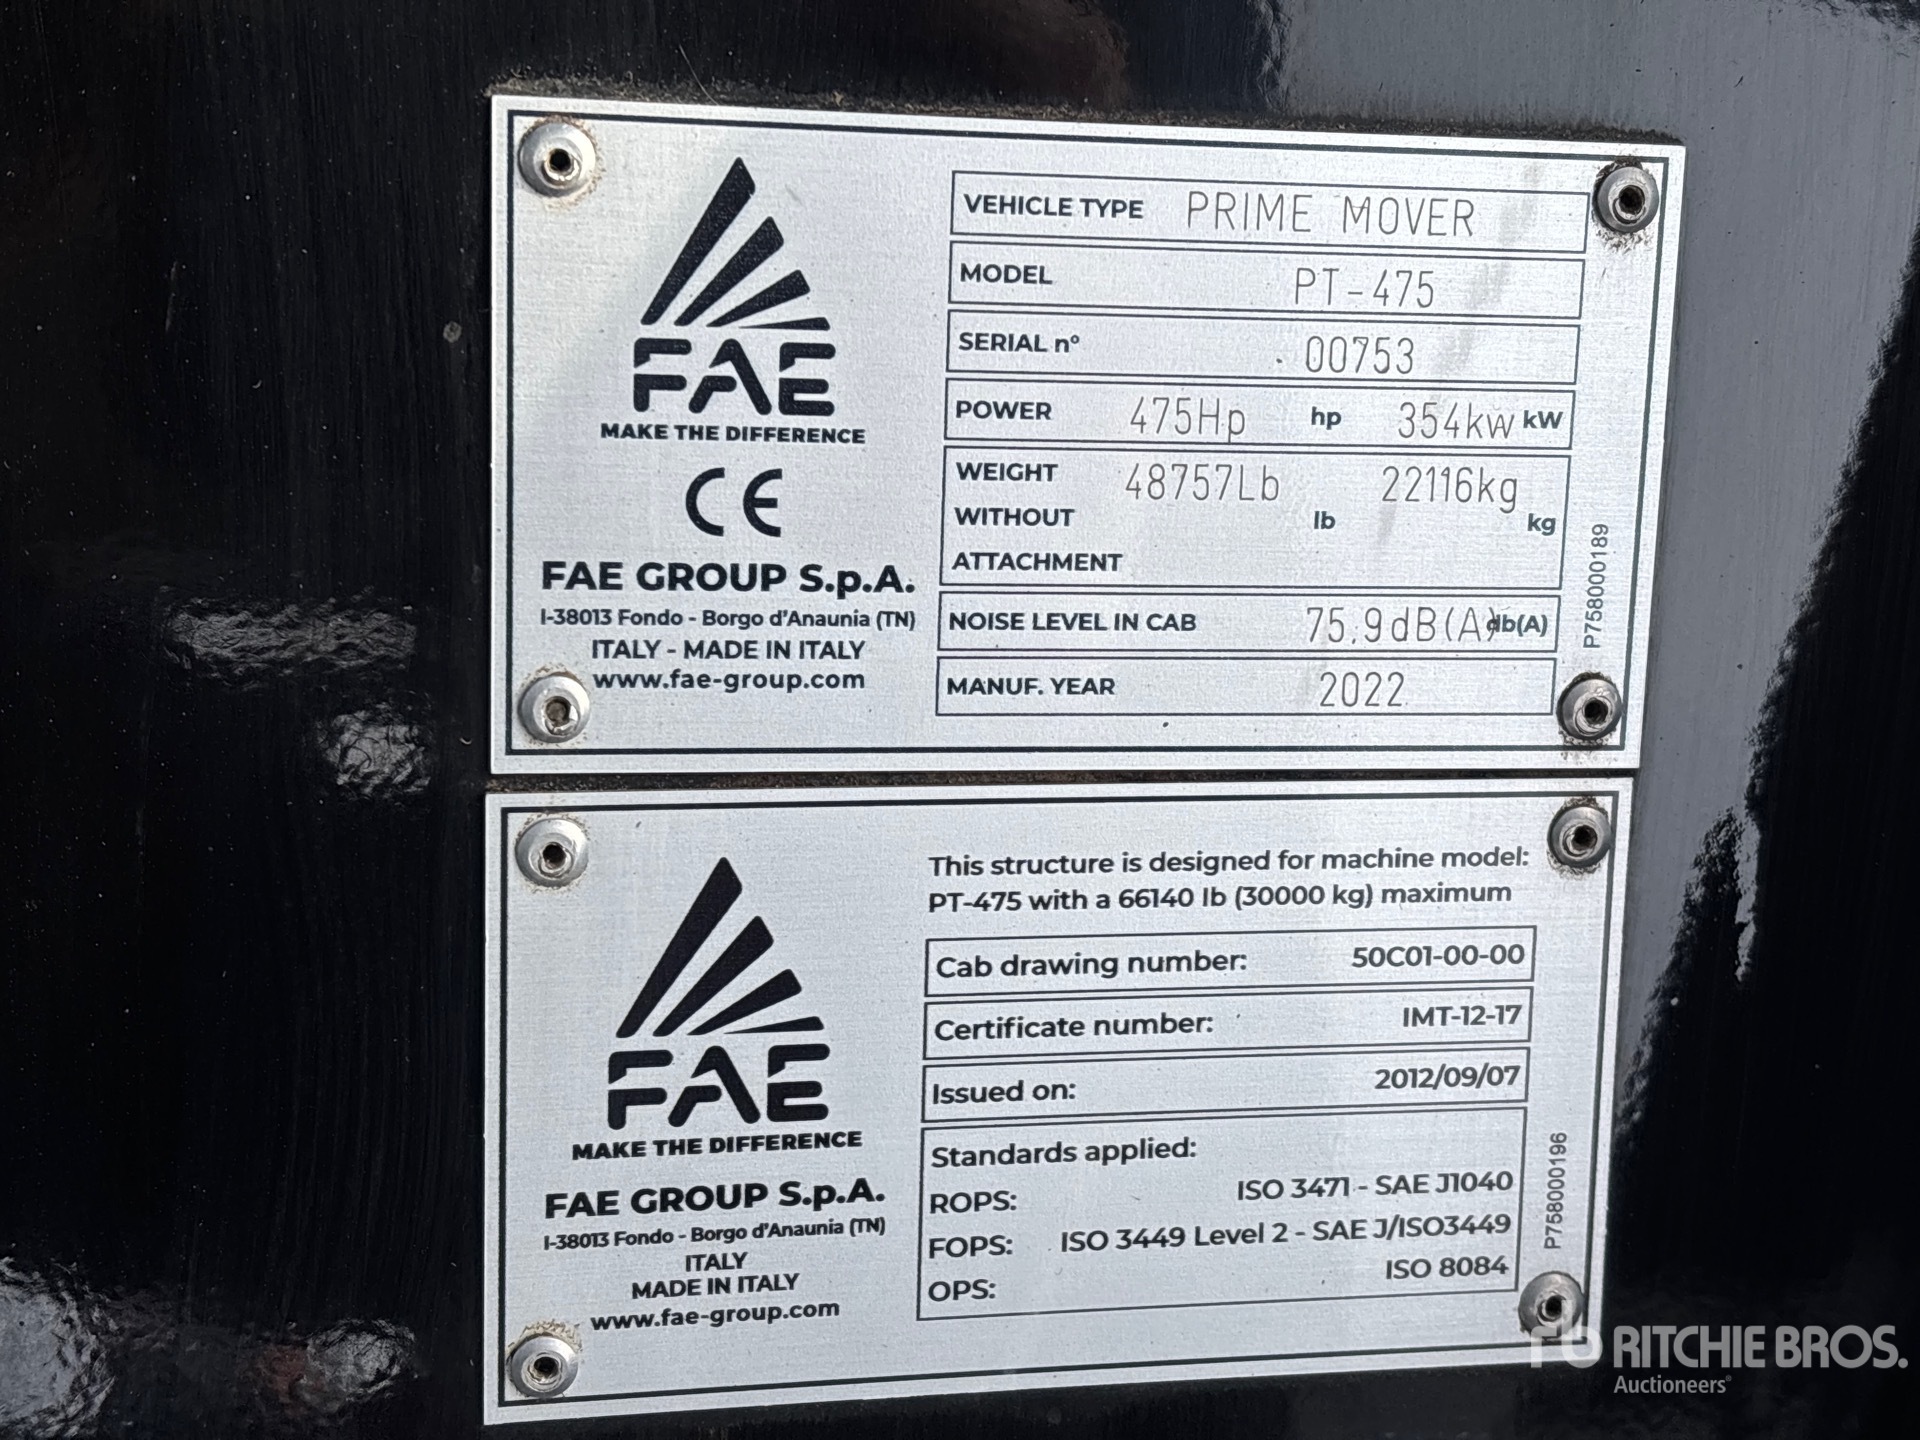 FAE
MAKE THE DIFFERENCE
CE
FAE GROUP S.p.A.
I-38013 Fondo - Borgo d'Anaunia (TN)
ITALY - MADE IN ITALY
www.fae-group.com
VEHICLE TYPE PRIME MOVER
MODEL PT-475
SERIAL n° 00753
POWER 475Hp hp 354kw kW
WEIGHT 48757Lb 22116kg
WITHOUT lb kg
ATTACHMENT
NOISE LEVEL IN CAB 75.9dB(A) db(A)
MANUF. YEAR 2022
P758000189
FAE
MAKE THE DIFFERENCE
FAE GROUP S.p.A.
I-38013 Fondo - Borgo d'Anaunia (TN)
ITALY
MADE IN ITALY
www.fae-group.com
This structure is designed for machine model:
PT-475 with a 66140 lb (30000 kg) maximum
Cab drawing number: 50C01-00-00
Certificate number: IMT-12-17
Issued on: 2012/09/07
Standards applied:
ROPS: ISO 3471 - SAE J1040
FOPS: ISO 3449 Level 2 - SAE J/ISO3449
OPS: ISO 8084
P758000196
rb RITCHIE BROS.
Auctioneers